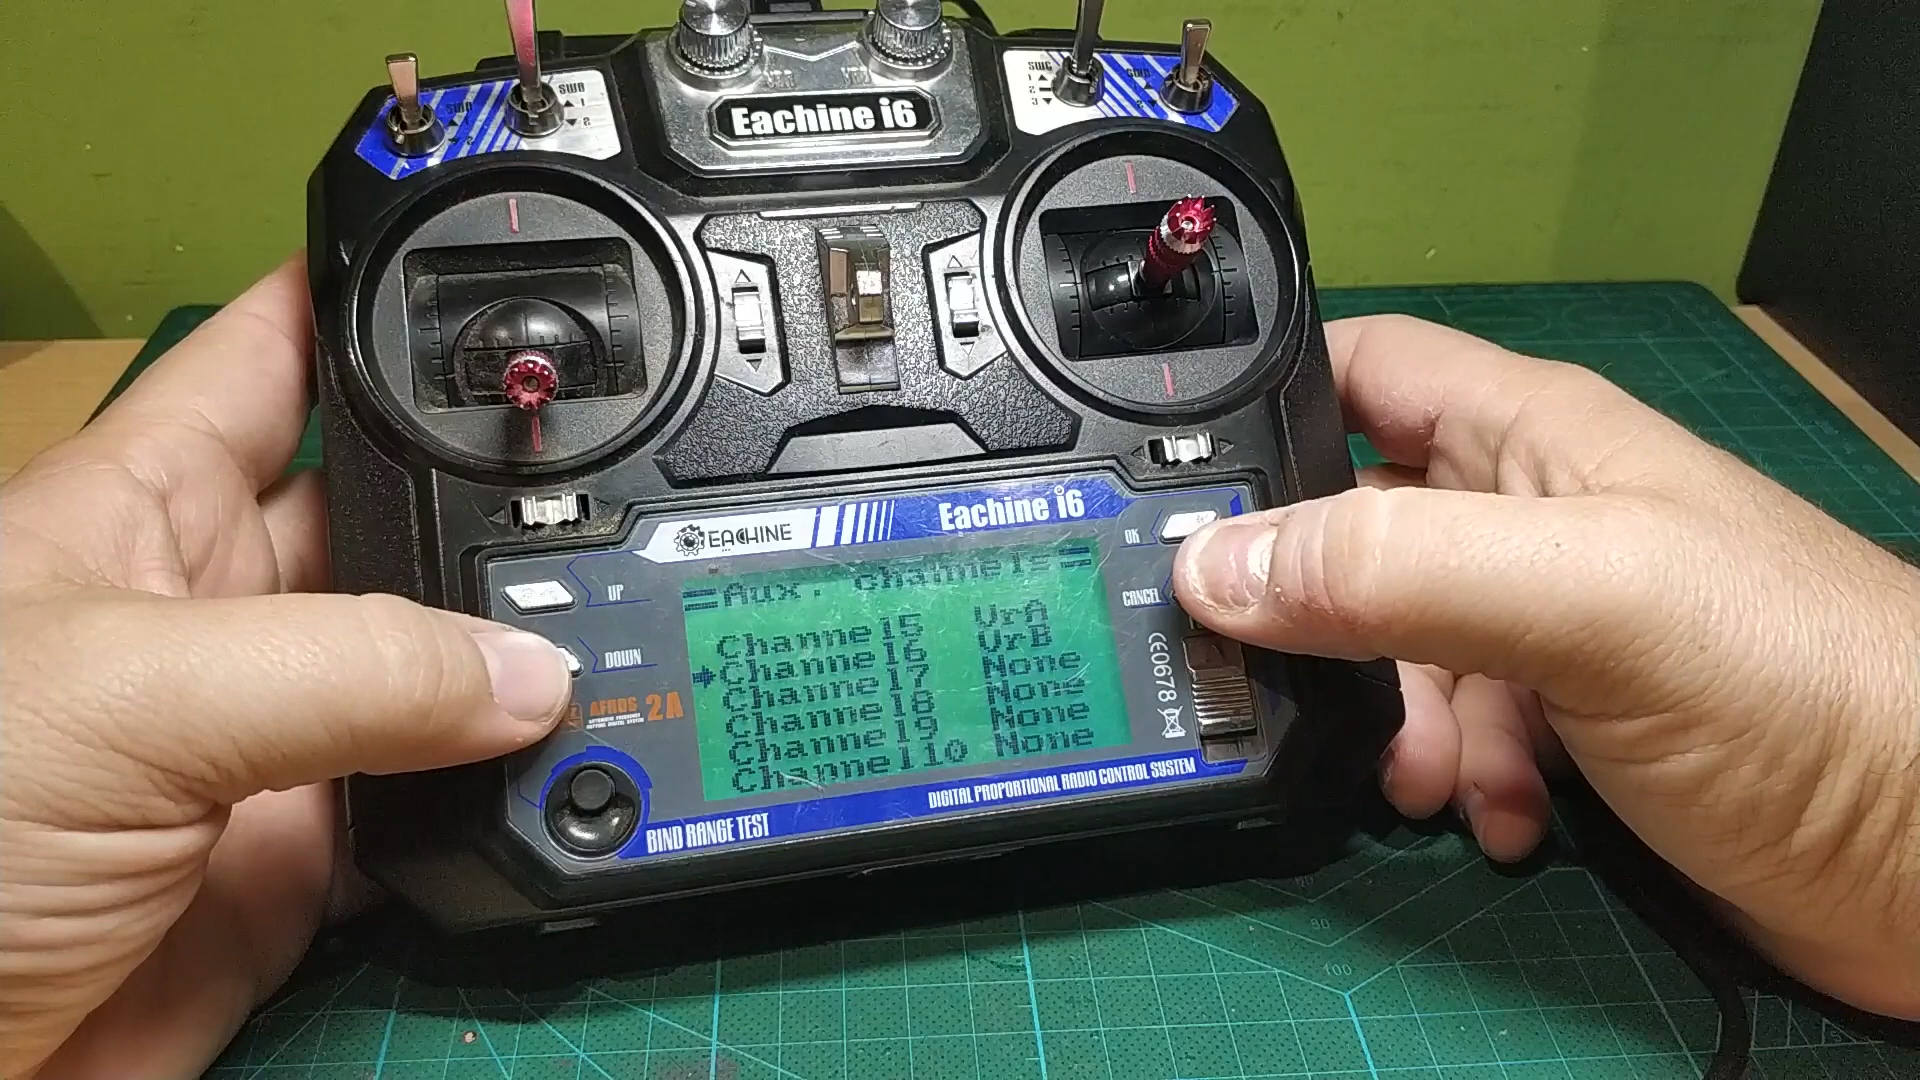 SWB
1
2
SWC
1
2
3
Eachine i6
EACHINE
Eachine i6
UP
DOWN
OK
CANCEL
=Aux. channels=
Channel5 VrA
Channel6 VrB
Channel7 None
Channel8 None
Channel9 None
Channel10 None
AFHDS 2A
CE0678
DIGITAL PROPORTIONAL RADIO CONTROL SYSTEM
BIND RANGE TEST
90
100